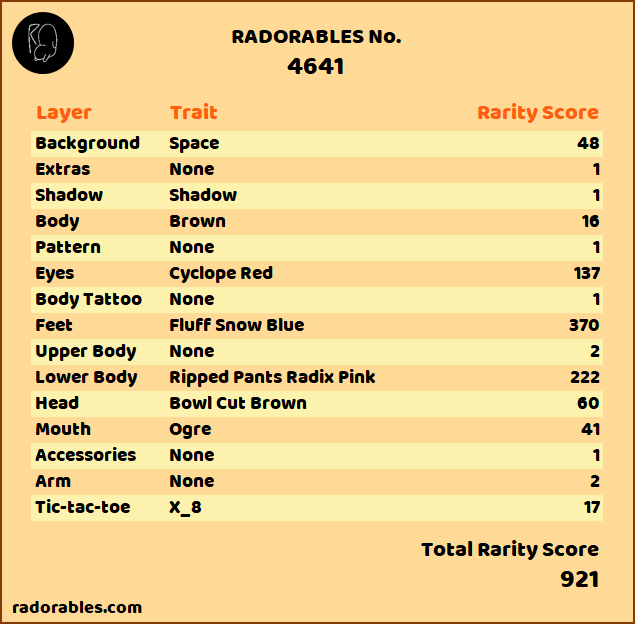 RADORABLES No.
4641
Layer Trait Rarity Score
Background Space 48
Extras None 1
Shadow Shadow 1
Body Brown 16
Pattern None 1
Eyes Cyclope Red 137
Body Tattoo None 1
Feet Fluff Snow Blue 370
Upper Body None 2
Lower Body Ripped Pants Radix Pink 222
Head Bowl Cut Brown 60
Mouth Ogre 41
Accessories None 1
Arm None 2
Tic-tac-toe X_8 17
Total Rarity Score
921
radorables.com